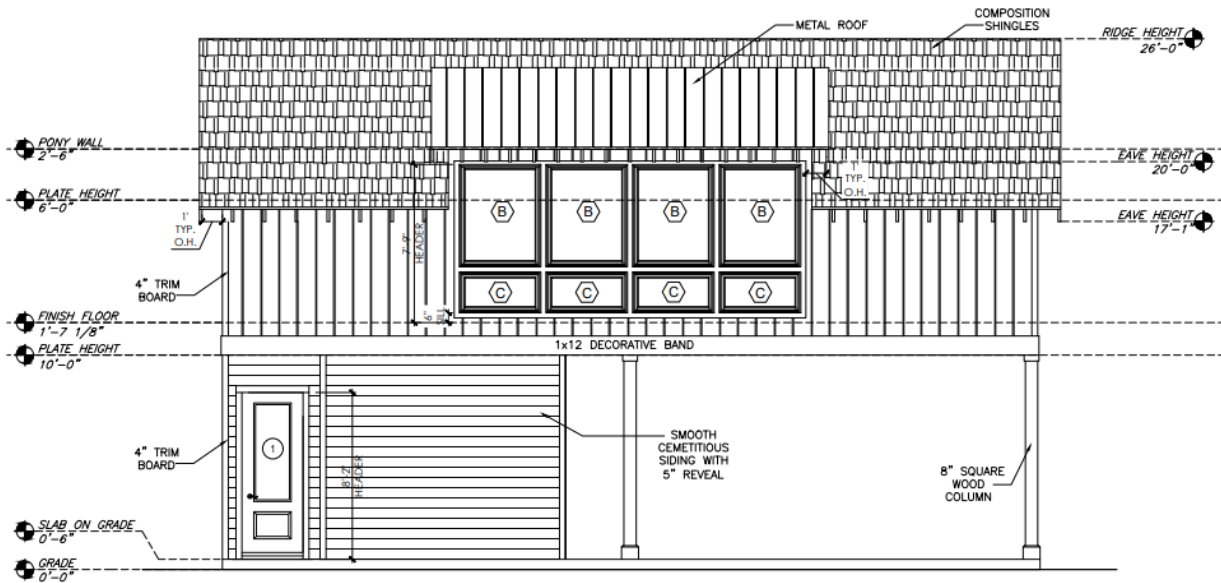 METAL ROOF
COMPOSITION
SHINGLES
RIDGE HEIGHT
26'-0"
PONY WALL
2'-6"
EAVE HEIGHT
20'-0"
1'
TYP.
O.H.
PLATE HEIGHT
6'-0"
B
B
B
B
1'
TYP.
O.H.
EAVE HEIGHT
17'-1"
7'-9"
HEADER
4" TRIM
BOARD
C
C
C
C
6"
SILL
FINISH FLOOR
1'-7 1/8"
1x12 DECORATIVE BAND
PLATE HEIGHT
10'-0"
4" TRIM
BOARD
1
8'-2"
HEADER
SMOOTH
CEMETITIOUS
SIDING WITH
5" REVEAL
8" SQUARE
WOOD
COLUMN
SLAB ON GRADE
0'-6"
GRADE
0'-0"